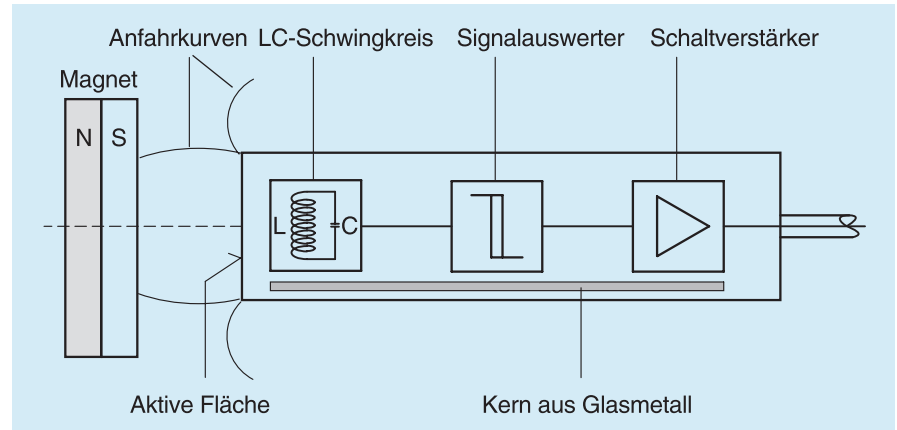 Anfahrkurven LC-Schwingkreis Signalauswerter Schaltverstärker
Magnet
N S
L C
Aktive Fläche Kern aus Glasmetall